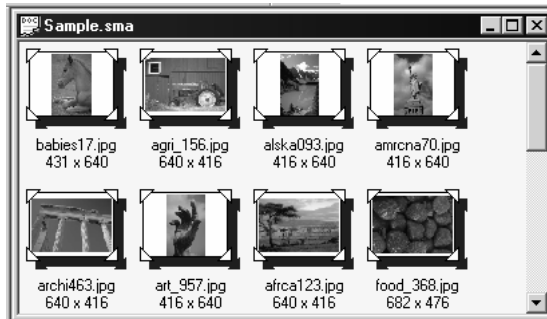 DOC
Sample.sma
babies17.jpg
431 x 640
agri_156.jpg
640 x 416
alska093.jpg
416 x 640
amrcna70.jpg
416 x 640
archi463.jpg
640 x 416
art_957.jpg
416 x 640
afrca123.jpg
640 x 416
food_368.jpg
682 x 476